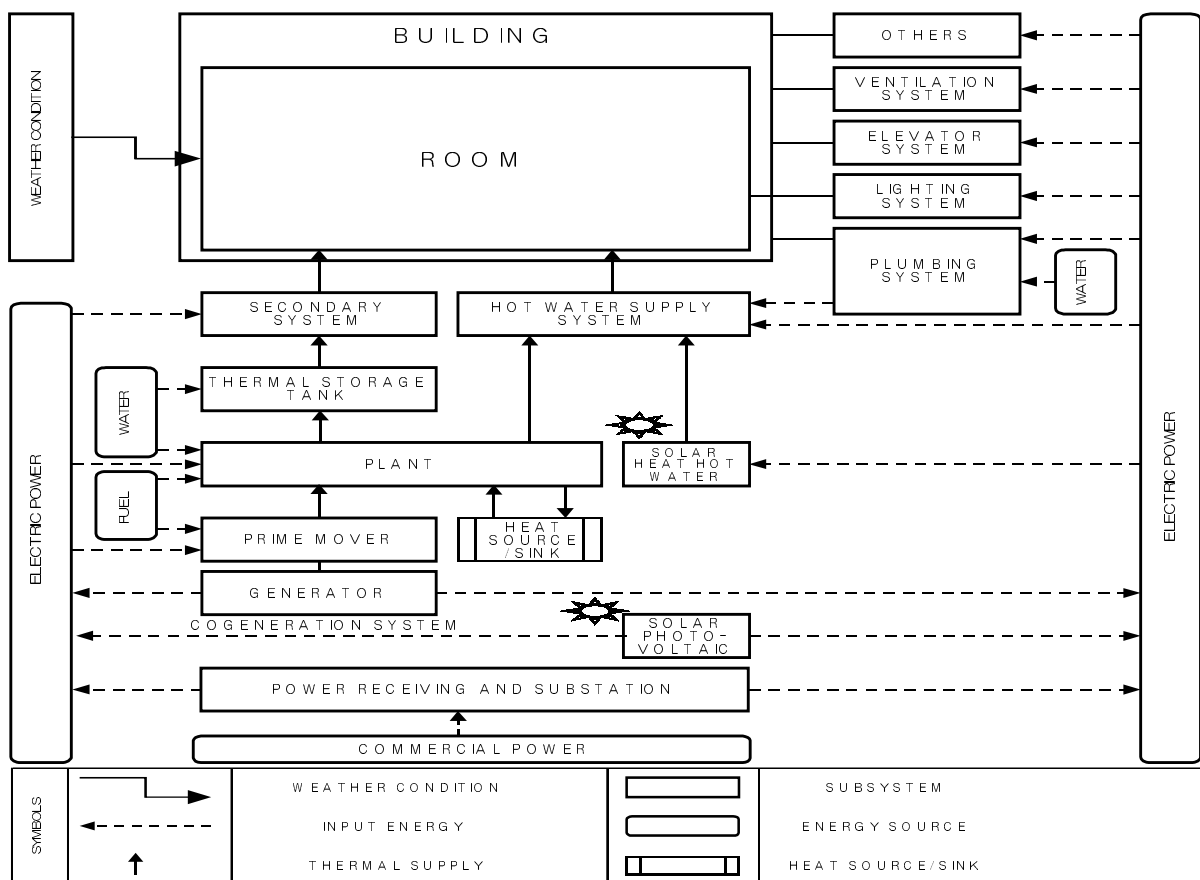 BUILDING
ROOM
WEATHER CONDITION
OTHERS
VENTILATION
SYSTEM
ELEVATOR
SYSTEM
LIGHTING
SYSTEM
PLUMBING
SYSTEM
WATER
ELECTRIC POWER
SECONDARY
SYSTEM
HOT WATER SUPPLY
SYSTEM
THERMAL STORAGE
TANK
WATER
PLANT
SOLAR
HEAT HOT
WATER
FUEL
ELECTRIC POWER
PRIME MOVER
HEAT
SOURCE
/SINK
GENERATOR
COGENERATION SYSTEM
SOLAR
PHOTO-
VOLTAIC
POWER RECEIVING AND SUBSTATION
COMMERCIAL POWER
SYMBOLS
WEATHER CONDITION
SUBSYSTEM
INPUT ENERGY
ENERGY SOURCE
THERMAL SUPPLY
HEAT SOURCE/SINK